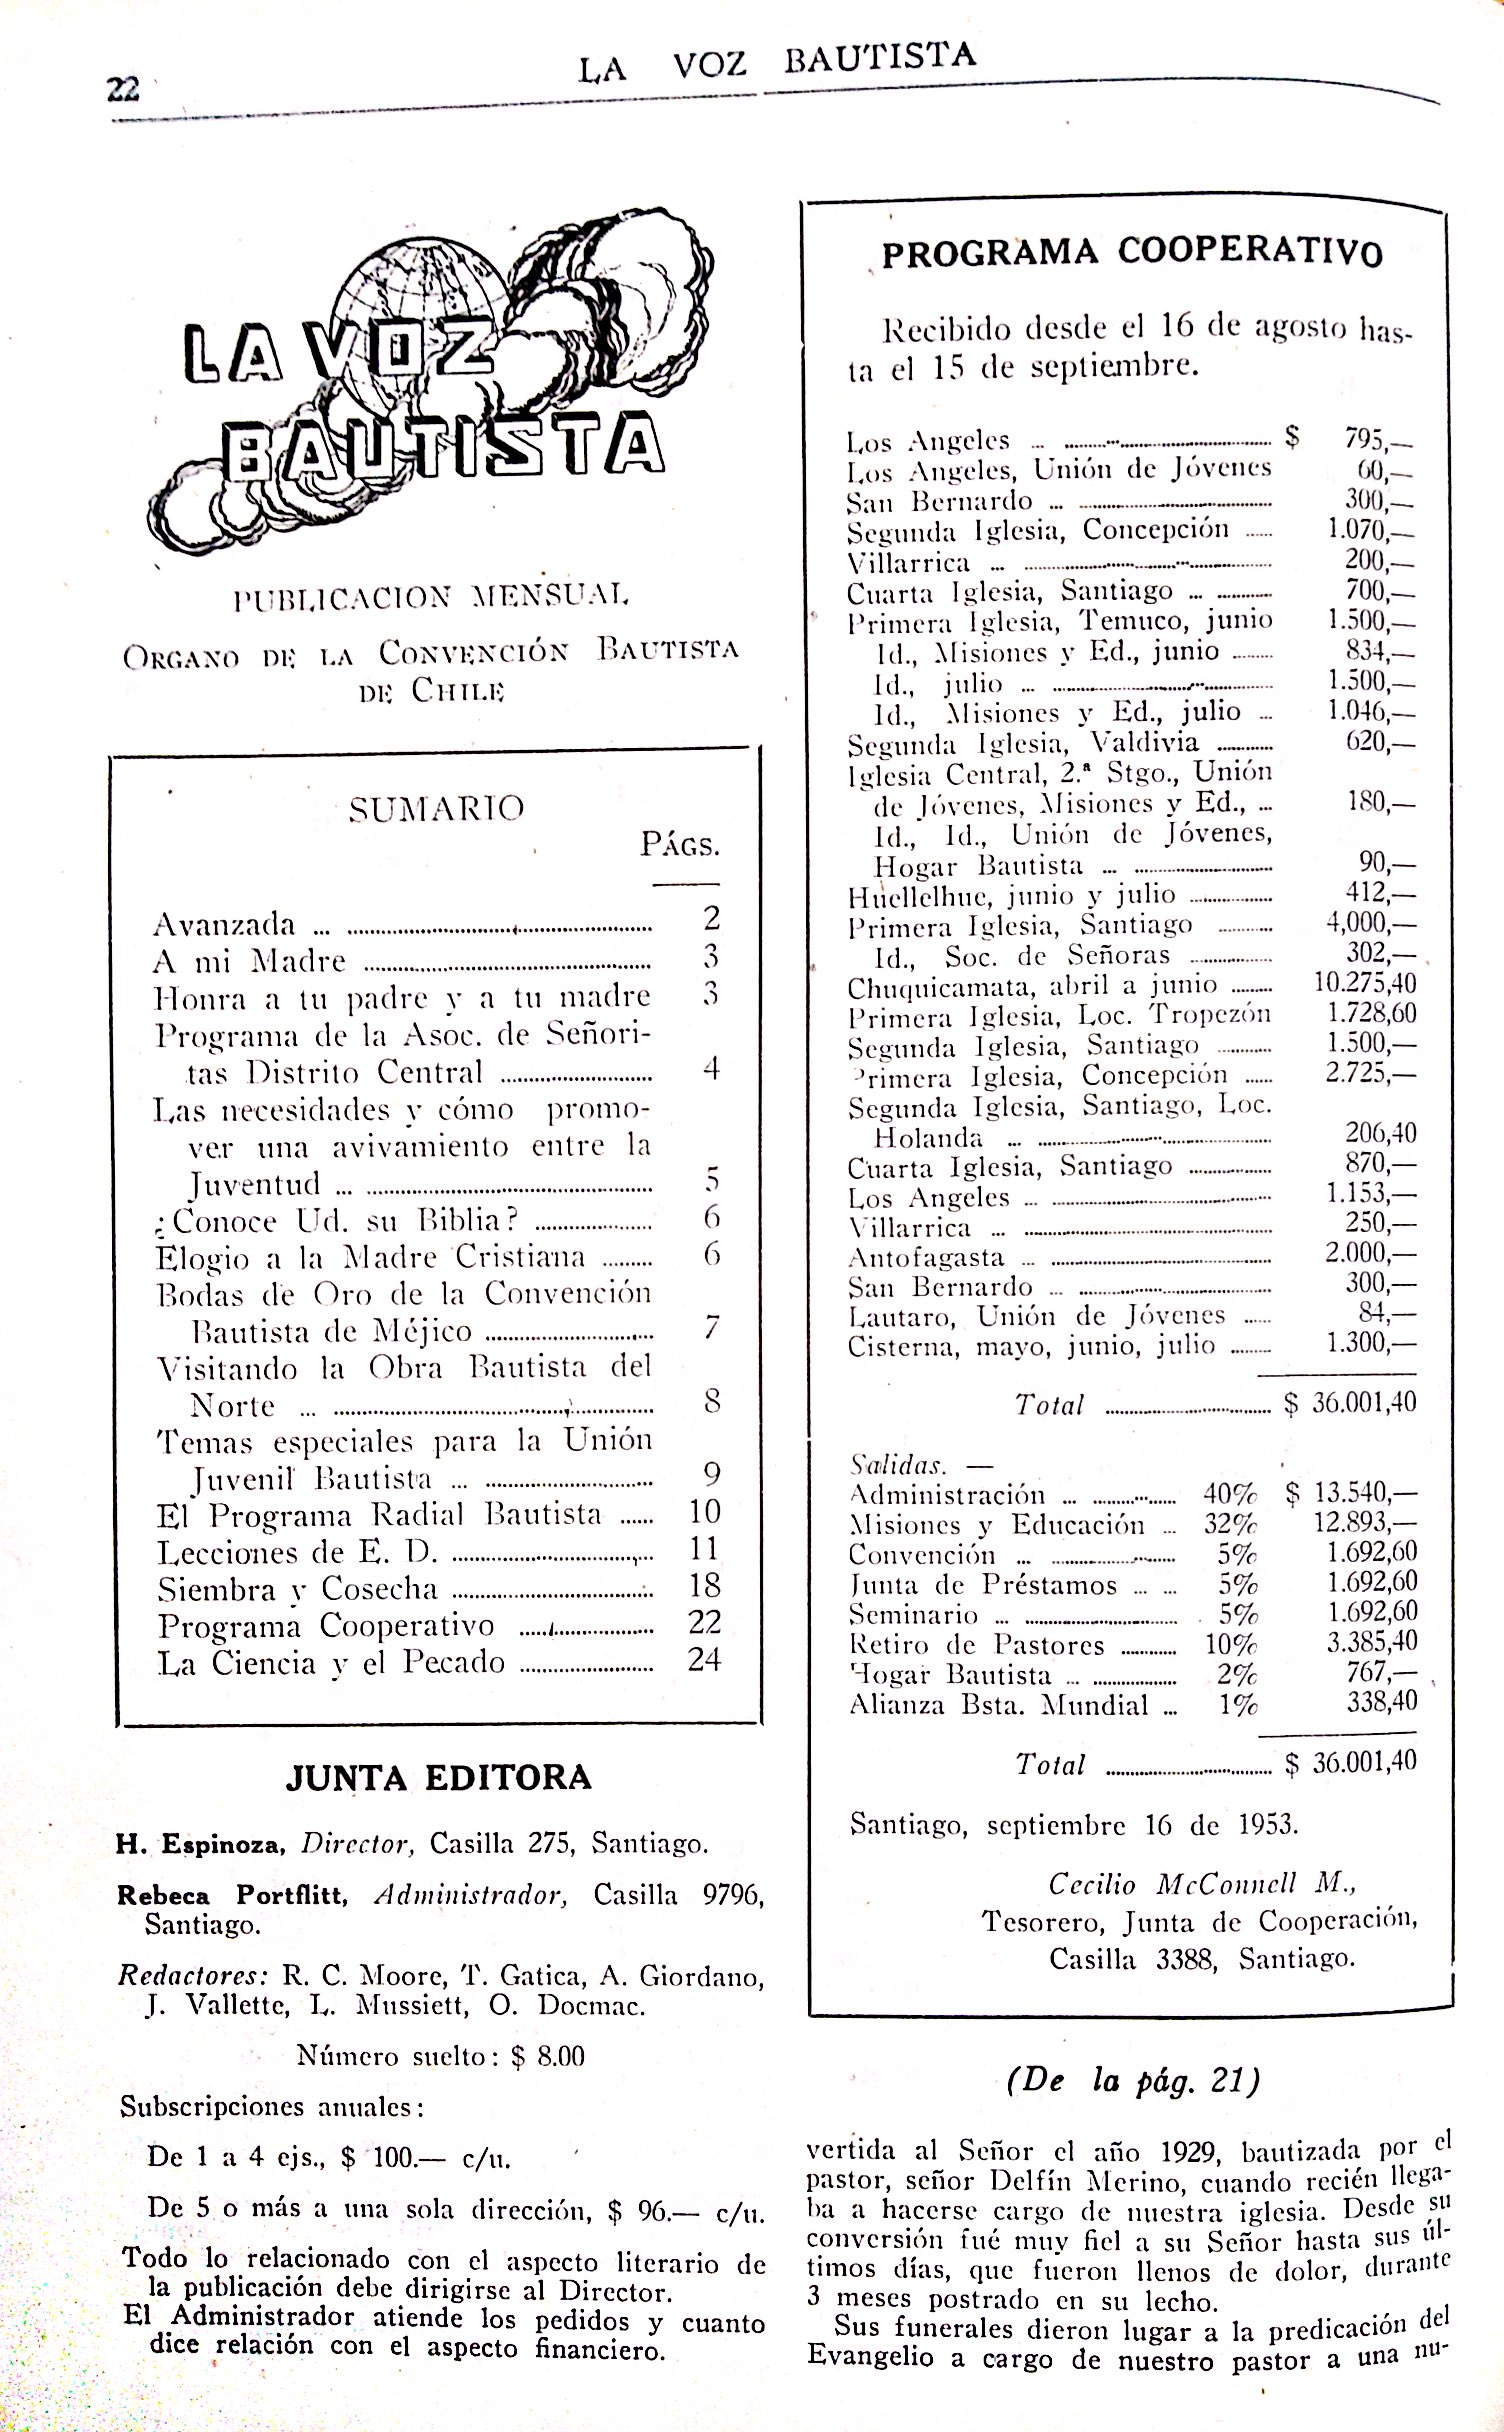 22
LA VOZ BAUTISTA
LA VOZ
BAUTISTA
PUBLICACION MENSUAL
ORGANO DE LA CONVENCIÓN BAUTISTA
DE CHILE
SUMARIO
PÁGS.
Avanzada ... .......... 2
A mi Madre .......... 3
Honra a tu padre y a tu madre 3
Programa de la Asoc. de Señori-
tas Distrito Central .......... 4
Las necesidades y cómo promo-
ver una avivamiento entre la
Juventud ... .......... 5
¿Conoce Ud. su Biblia? .......... 6
Elogio a la Madre Cristiana ......... 6
Bodas de Oro de la Convención
Bautista de Méjico .......... 7
Visitando la Obra Bautista del
Norte ... .......... 8
Temas especiales para la Unión
Juvenil Bautista ... .......... 9
El Programa Radial Bautista ...... 10
Lecciones de E. D. .......... 11
Siembra y Cosecha .......... 18
Programa Cooperativo .......... 22
La Ciencia y el Pecado .......... 24
JUNTA EDITORA
H. Espinoza, Director, Casilla 275, Santiago.
Rebeca Portflitt, Administrador, Casilla 9796,
Santiago.
Redactores: R. C. Moore, T. Gatica, A. Giordano,
J. Vallette, L. Mussiett, O. Docmac.
Número suelto: $ 8.00
Subscripciones anuales:
De 1 a 4 ejs., $ 100.— c/u.
De 5 o más a una sola dirección, $ 96.— c/u.
Todo lo relacionado con el aspecto literario de
la publicación debe dirigirse al Director.
El Administrador atiende los pedidos y cuanto
dice relación con el aspecto financiero.
PROGRAMA COOPERATIVO
Recibido desde el 16 de agosto has-
ta el 15 de septiembre.
Los Angeles ... .......... $ 795,—
Los Angeles, Unión de Jóvenes 60,—
San Bernardo ... .......... 300,—
Segunda Iglesia, Concepción ...... 1.070,—
Villarrica ... .......... 200,—
Cuarta Iglesia, Santiago ... .......... 700,—
Primera Iglesia, Temuco, junio 1.500,—
Id., Misiones y Ed., junio ........ 834,—
Id., julio ... .......... 1.500,—
Id., Misiones y Ed., julio ... 1.046,—
Segunda Iglesia, Valdivia .......... 620,—
Iglesia Central, 2.ª Stgo., Unión
de Jóvenes, Misiones y Ed., ... 180,—
Id., Id., Unión de Jóvenes,
Hogar Bautista ... .......... 90,—
Huellelhue, junio y julio .......... 412,—
Primera Iglesia, Santiago .......... 4,000,—
Id., Soc. de Señoras .......... 302,—
Chuquicamata, abril a junio ........ 10.275,40
Primera Iglesia, Loc. Tropezón 1.728,60
Segunda Iglesia, Santiago .......... 1.500,—
Primera Iglesia, Concepción ...... 2.725,—
Segunda Iglesia, Santiago, Loc.
Holanda ... .......... 206,40
Cuarta Iglesia, Santiago .......... 870,—
Los Angeles ... .......... 1.153,—
Villarrica ... .......... 250,—
Antofagasta ... .......... 2.000,—
San Bernardo ... .......... 300,—
Lautaro, Unión de Jóvenes ...... 84,—
Cisterna, mayo, junio, julio ........ 1.300,—
Total .......... $ 36.001,40
Salidas. —
Administración ... .......... 40% $ 13.540,—
Misiones y Educación ... 32% 12.893,—
Convención ... .......... 5% 1.692,60
Junta de Préstamos ... ... 5% 1.692,60
Seminario ... .......... 5% 1.692,60
Retiro de Pastores .......... 10% 3.385,40
Hogar Bautista ... .......... 2% 767,—
Alianza Bsta. Mundial ... 1% 338,40
Total .......... $ 36.001,40
Santiago, septiembre 16 de 1953.
Cecilio McConnell M.,
Tesorero, Junta de Cooperación,
Casilla 3388, Santiago.
(De la pág. 21)
vertida al Señor el año 1929, bautizada por el
pastor, señor Delfín Merino, cuando recién llega-
ba a hacerse cargo de nuestra iglesia. Desde su
conversión fué muy fiel a su Señor hasta sus úl-
timos días, que fueron llenos de dolor, durante
3 meses postrado en su lecho.
Sus funerales dieron lugar a la predicación del
Evangelio a cargo de nuestro pastor a una nu-